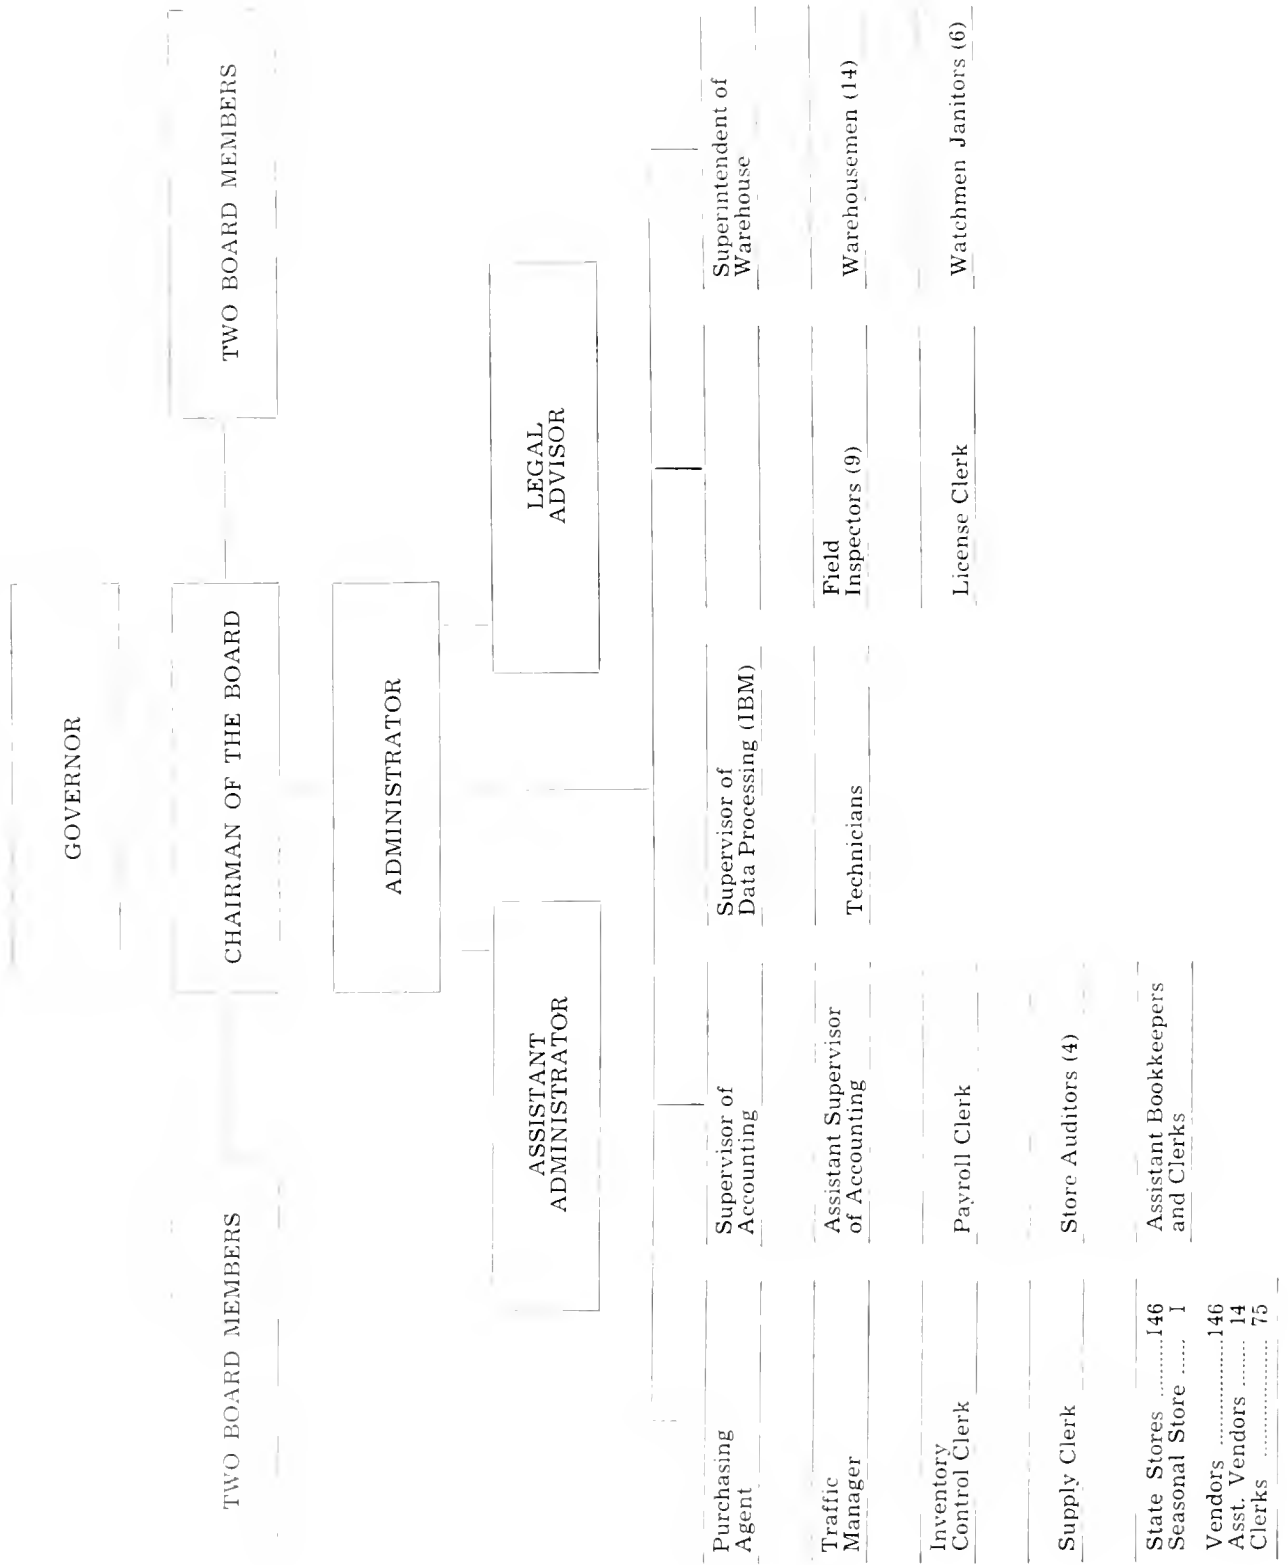 GOVERNOR
TWO BOARD MEMBERS
CHAIRMAN OF THE BOARD
TWO BOARD MEMBERS
ADMINISTRATOR
ASSISTANT
ADMINISTRATOR
LEGAL
ADVISOR
Purchasing
Agent
Supervisor of
Accounting
Supervisor of
Data Processing (IBM)
Superintendent of
Warehouse
Traffic
Manager
Assistant Supervisor
of Accounting
Technicians
Field
Inspectors (9)
Warehousemen (14)
Inventory
Control Clerk
Payroll Clerk
License Clerk
Watchmen Janitors (6)
Supply Clerk
Store Auditors (4)
State Stores ...........146
Seasonal Store ...... 1
Assistant Bookkeepers
and Clerks
Vendors ..................146
Asst. Vendors ........ 14
Clerks .................. 75